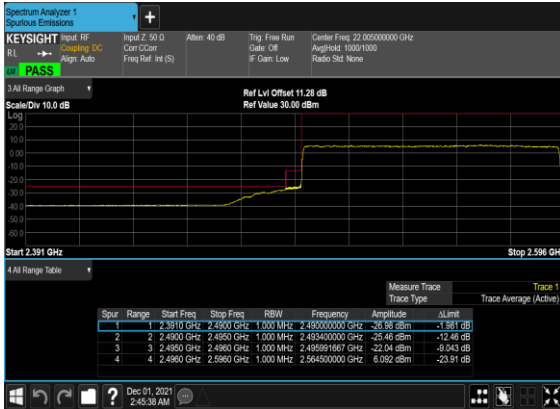 Spectrum Analyzer 1
Spurious Emissions
KEYSIGHT Input: RF Input Z: 50 Ω Atten: 40 dB Trig: Free Run Center Freq: 22.005000000 GHz
RL Coupling: DC Corr CCorr Gate: Off Avg|Hold: 1000/1000
Align: Auto Freq Ref: Int (S) IF Gain: Low Radio Std: None
PASS
3 All Range Graph
Ref Lvl Offset 11.28 dB
Scale/Div 10.0 dB Ref Value 30.00 dBm
Log
20.0
10.0
0.00
-10.0
-20.0
-30.0
-40.0
-50.0
-60.0
Start 2.391 GHz Stop 2.596 GH
4 All Range Table
Measure Trace Trace 1
Trace Type Trace Average (Active)
Spur Range Start Freq Stop Freq RBW Frequency Amplitude ΔLimit
1 1 2.3910 GHz 2.4900 GHz 1.000 MHz 2.490000000 GHz -26.98 dBm -1.981 dB
2 2 2.4900 GHz 2.4950 GHz 1.000 MHz 2.493400000 GHz -25.46 dBm -12.46 dB
3 3 2.4950 GHz 2.4960 GHz 1.000 MHz 2.495991667 GHz -22.04 dBm -9.043 dB
4 4 2.4960 GHz 2.5960 GHz 1.000 MHz 2.564500000 GHz 6.092 dBm -23.91 dB
? Dec 01, 2021
2:45:38 AM